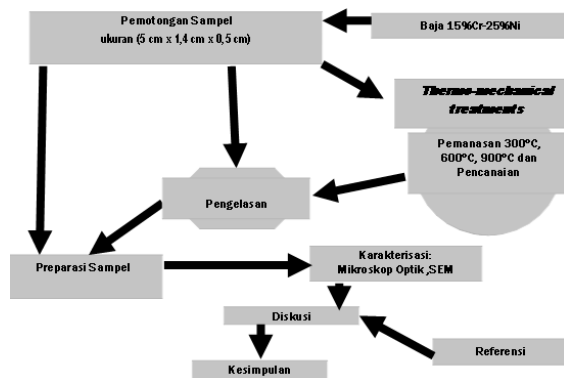 Pemotongan Sampel
ukuran (5 cm x 1,4 cm x 0,5 cm)
Baja 15%Cr-25%Ni
Thermo-mechanical
treatments
Pemanasan 300°C,
600°C, 900°C dan
Pencanaian
Pengelasan
Preparasi Sampel
Karakterisasi:
Mikroskop Optik ,SEM
Diskusi
Referensi
Kesimpulan